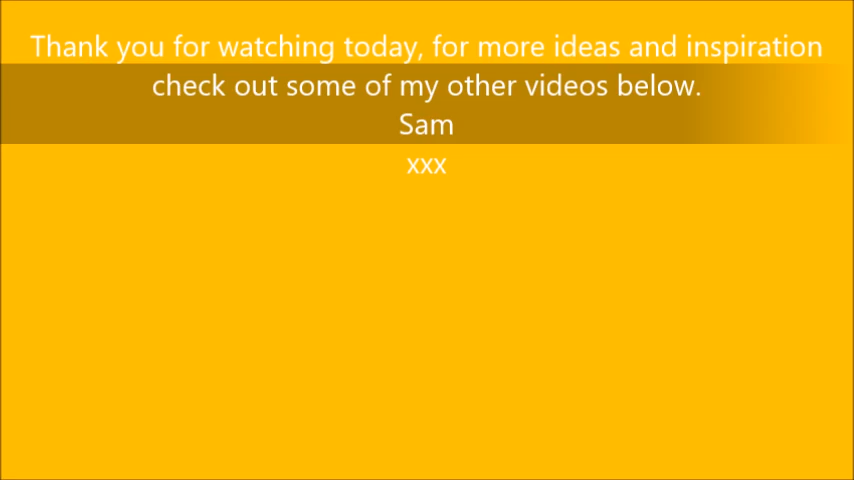 Thank you for watching today, for more ideas and inspiration
check out some of my other videos below.
Sam
xxx